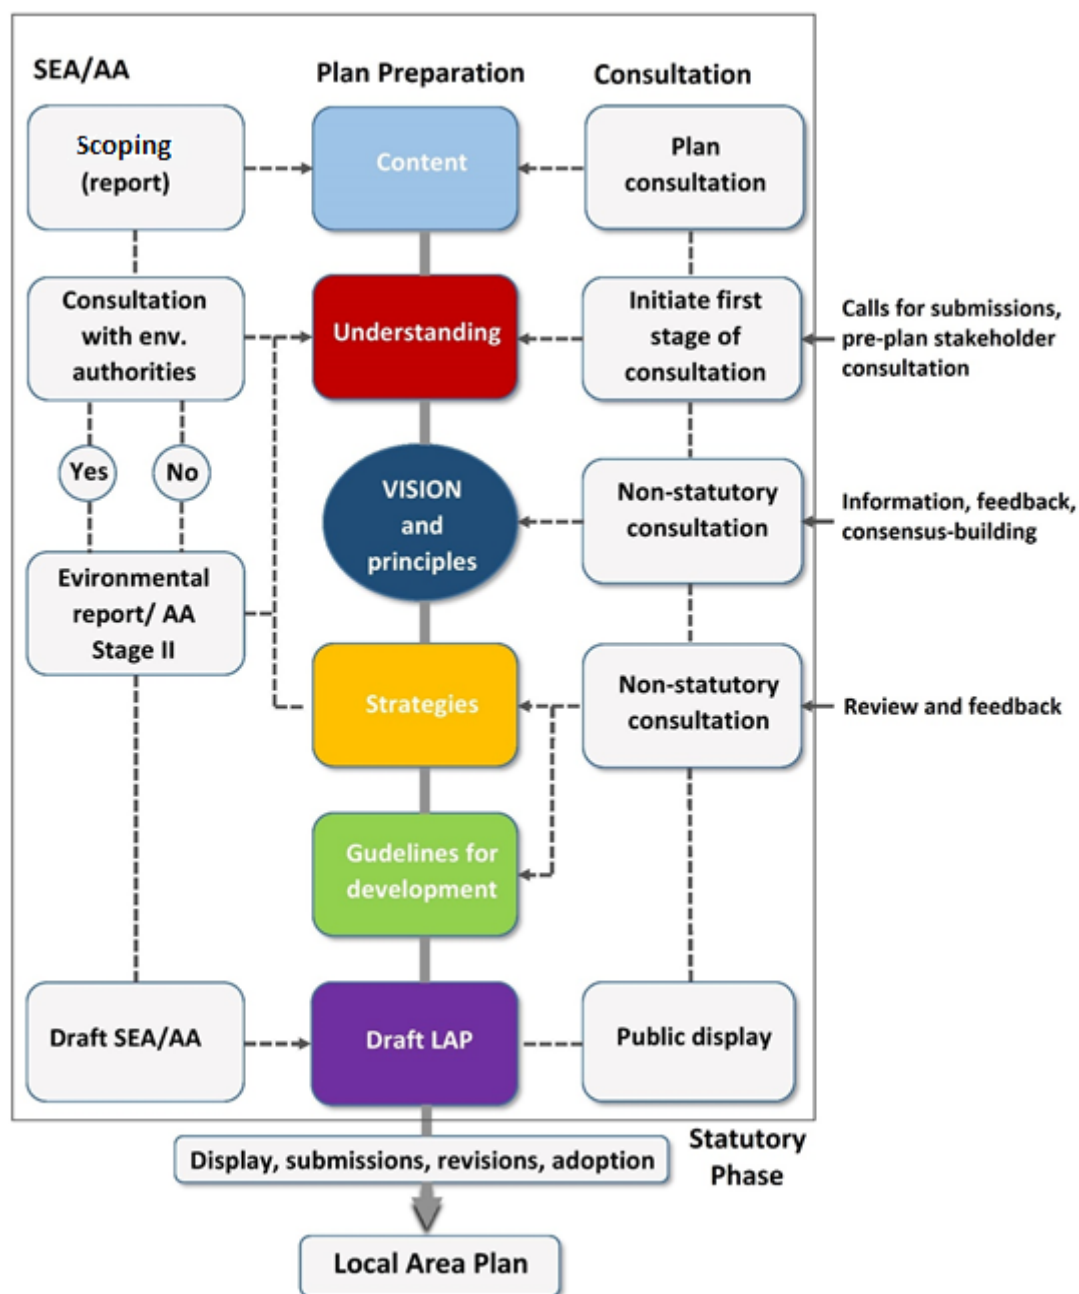 SEA/AA
Plan Preparation
Consultation
Scoping
(report)
Content
Plan
consultation
Consultation
with env.
authorities
Understanding
Initiate first
stage of
consultation
Calls for submissions,
pre-plan stakeholder
consultation
Yes
No
VISION
and
principles
Non-statutory
consultation
Information, feedback,
consensus-building
Evironmental
report/ AA
Stage II
Strategies
Non-statutory
consultation
Review and feedback
Gudelines for
development
Draft SEA/AA
Draft LAP
Public display
Display, submissions, revisions, adoption
Statutory
Phase
Local Area Plan